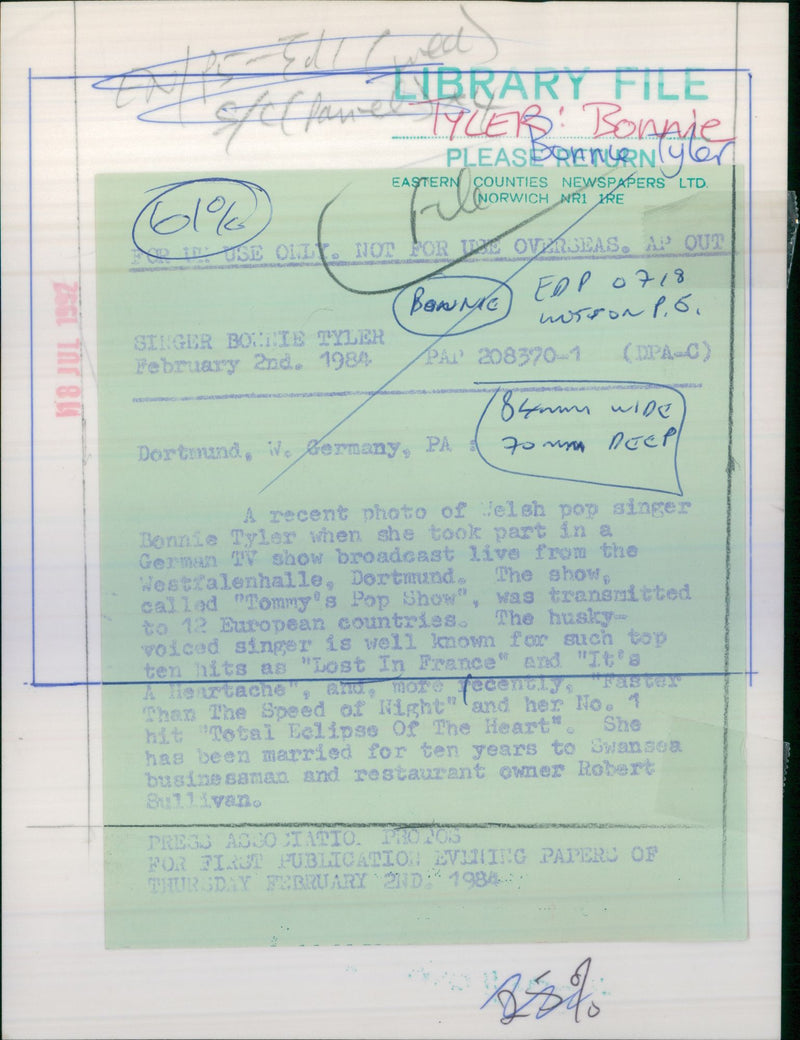 LIBRARY FILE
TYLER: Bonnie
Bonnie Tyler
PLEASE RETURN
EASTERN COUNTIES NEWSPAPERS LTD.
NORWICH NR1 1RE
File
61%
FOR UK USE ONLY. NOT FOR USE OVERSEAS. AP OUT
BONNIE
EDP 0718
P.6.
18 JUL 1992
SINGER BONNIE TYLER
February 2nd. 1984 PAP 208370-1 (DPA-C)
84mm WIDE
70mm DEEP
Dortmund, W. Germany, PA :
A recent photo of Welsh pop singer
Bonnie Tyler when she took part in a
German TV show broadcast live from the
Westfalenhalle, Dortmund. The show,
called "Tommy's Pop Show", was transmitted
to 12 European countries. The husky-
voiced singer is well known for such top
ten hits as "Lost In France" and "It's
A Heartache", and, more recently, "Faster
Than The Speed of Night" and her No. 1
hit "Total Eclipse Of The Heart". She
has been married for ten years to Swansea
businessman and restaurant owner Robert
Sullivan.
PRESS ASSOCIATION PHOTOS
FOR FIRST PUBLICATION EVENING PAPERS OF
THURSDAY FEBRUARY 2ND. 1984